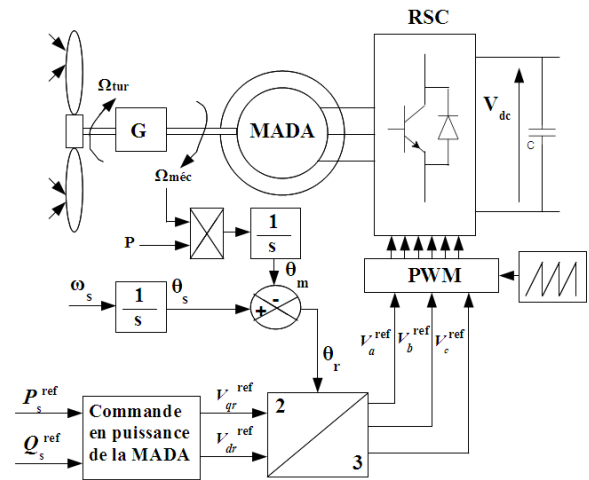 RSC
Ωtur
G
MADA
Vdc
C
Ωméc
P
1
s
θm
ωs
1
s
θs
+
-
θr
PWM
Va ref
Vb ref
Vc ref
Ps ref
Qs ref
Commande
en puissance
de la MADA
Vqr ref
Vdr ref
2
3